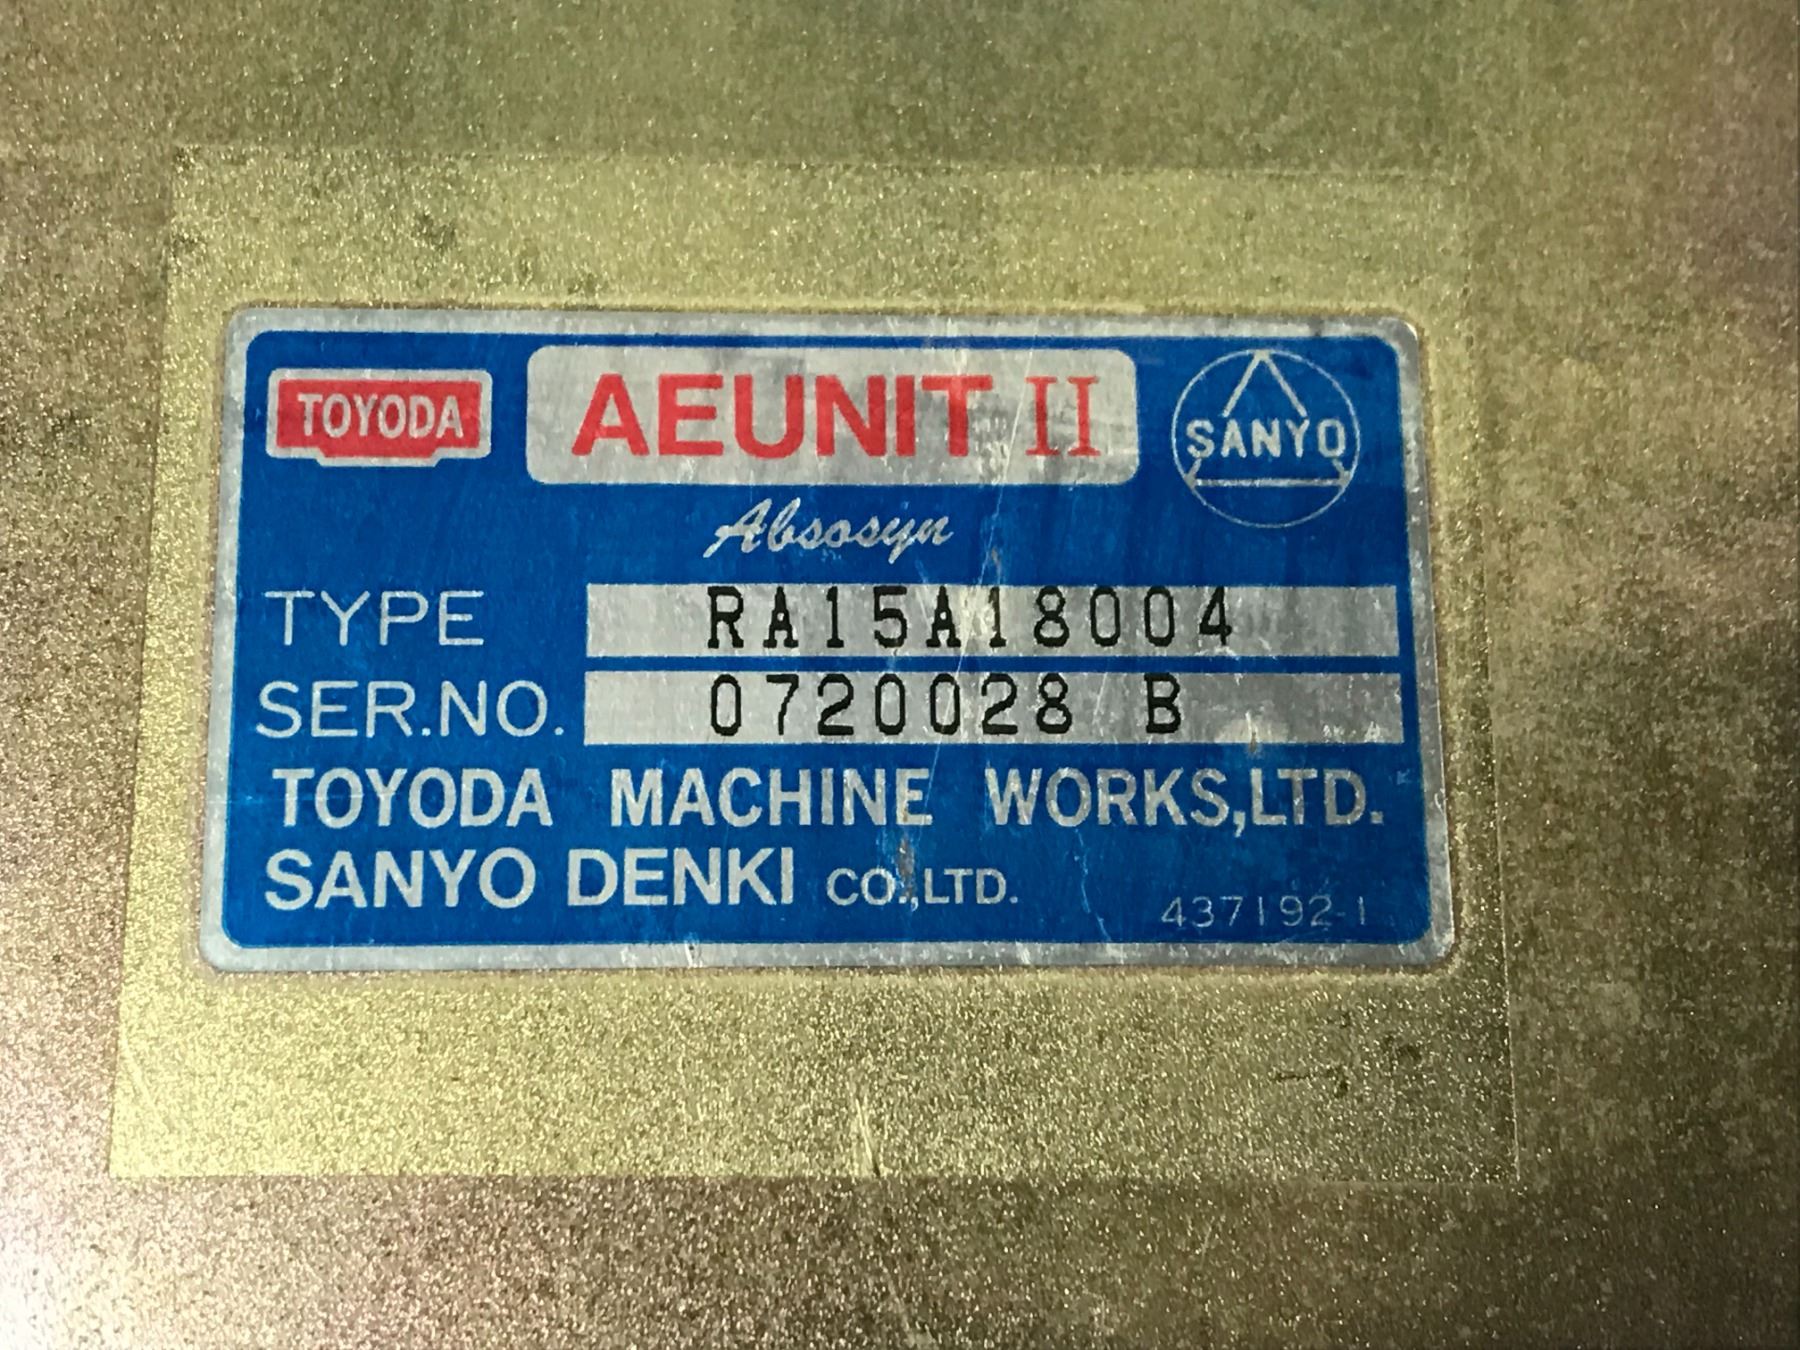 TOYODA AEUNIT II SANYO
Absosyn
TYPE RA15A18004
SER.NO. 0720028 B
TOYODA MACHINE WORKS,LTD.
SANYO DENKI CO.,LTD. 437192-1